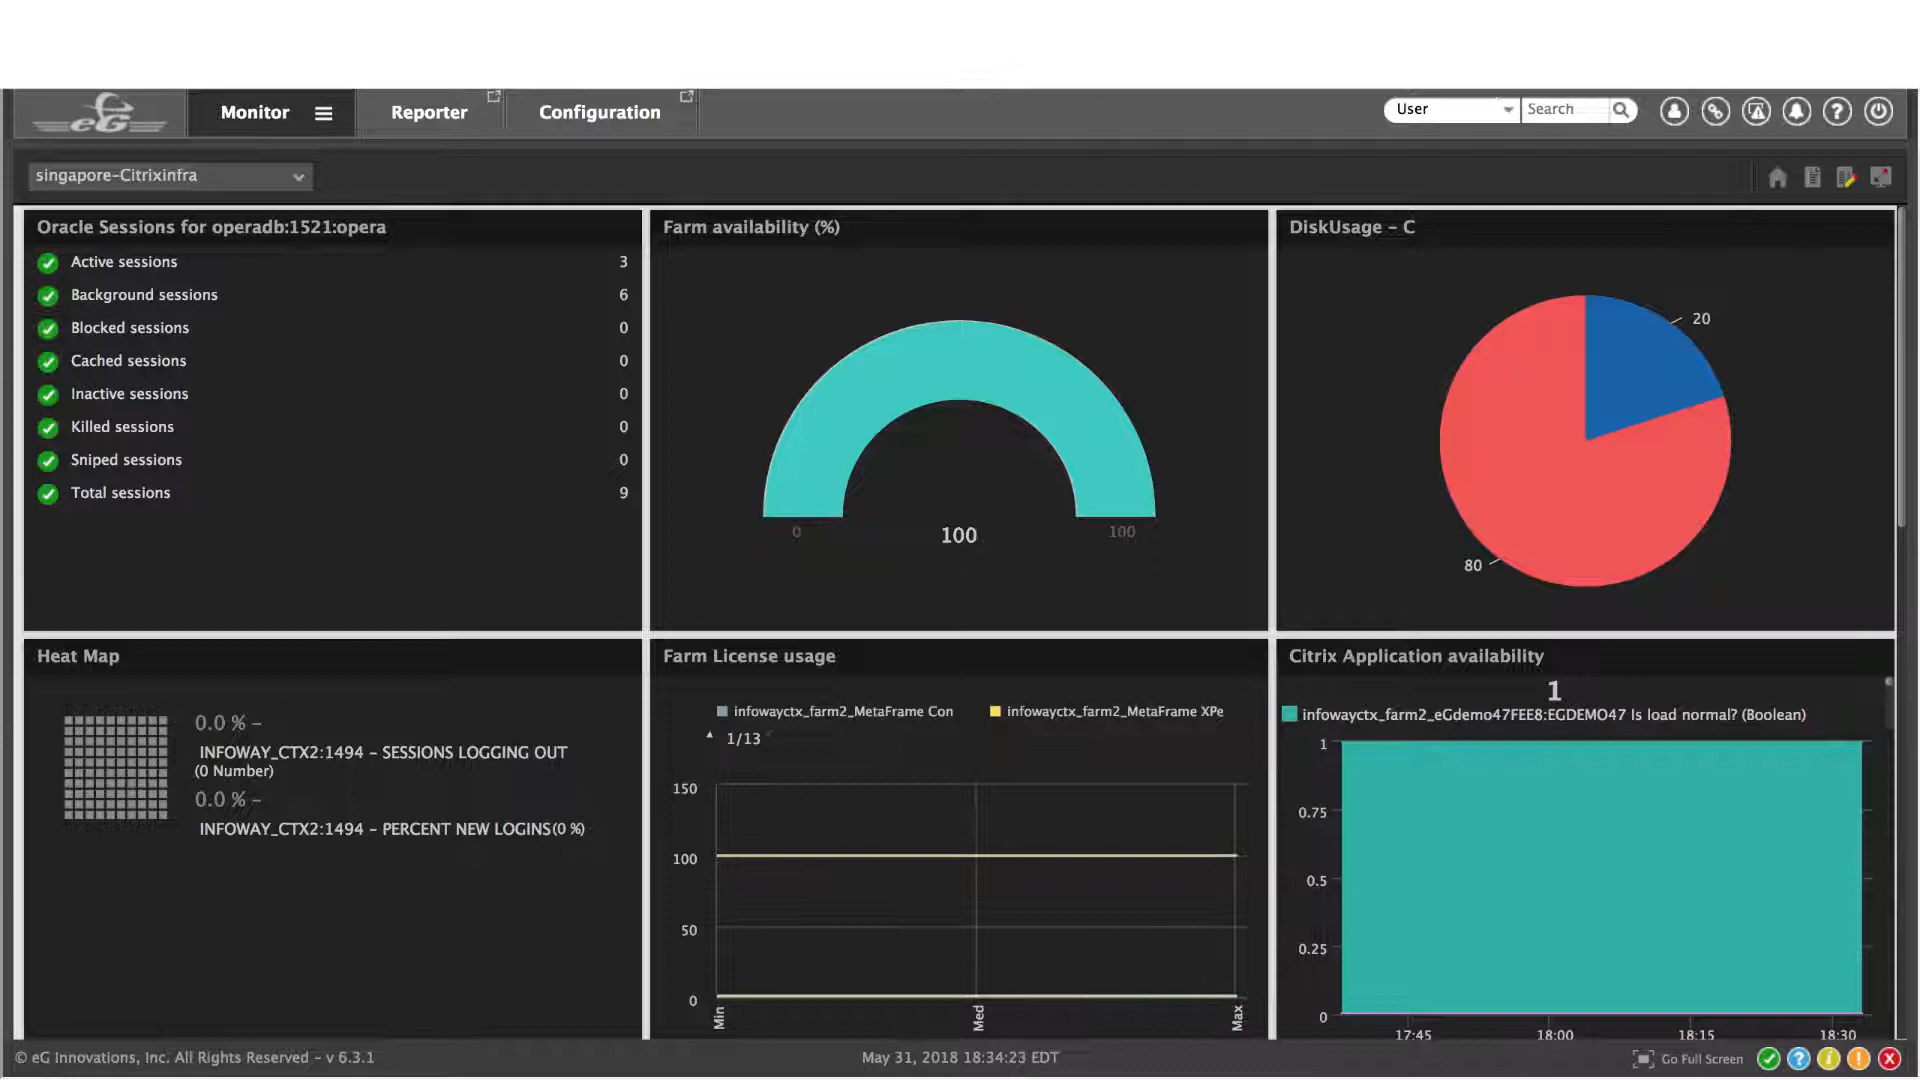 eG
Monitor
Reporter
Configuration
User
Search
singapore-Citrixinfra
Oracle Sessions for operadb:1521:opera
Active sessions 3
Background sessions 6
Blocked sessions 0
Cached sessions 0
Inactive sessions 0
Killed sessions 0
Sniped sessions 0
Total sessions 9
Farm availability (%)
0
100
100
DiskUsage - C
20
80
Heat Map
0.0 % -
INFOWAY_CTX2:1494 - SESSIONS LOGGING OUT
(0 Number)
0.0 % -
INFOWAY_CTX2:1494 - PERCENT NEW LOGINS(0 %)
Farm License usage
infowayctx_farm2_MetaFrame Con
infowayctx_farm2_MetaFrame XPe
1/13
150
100
50
0
Min
Med
Max
Citrix Application availability
1
infowayctx_farm2_eGdemo47FEE8:EGDEMO47 Is load normal? (Boolean)
1
0.75
0.5
0.25
0
17:45
18:00
18:15
18:30
© eG Innovations, Inc. All Rights Reserved - v 6.3.1
May 31, 2018 18:34:23 EDT
Go Full Screen